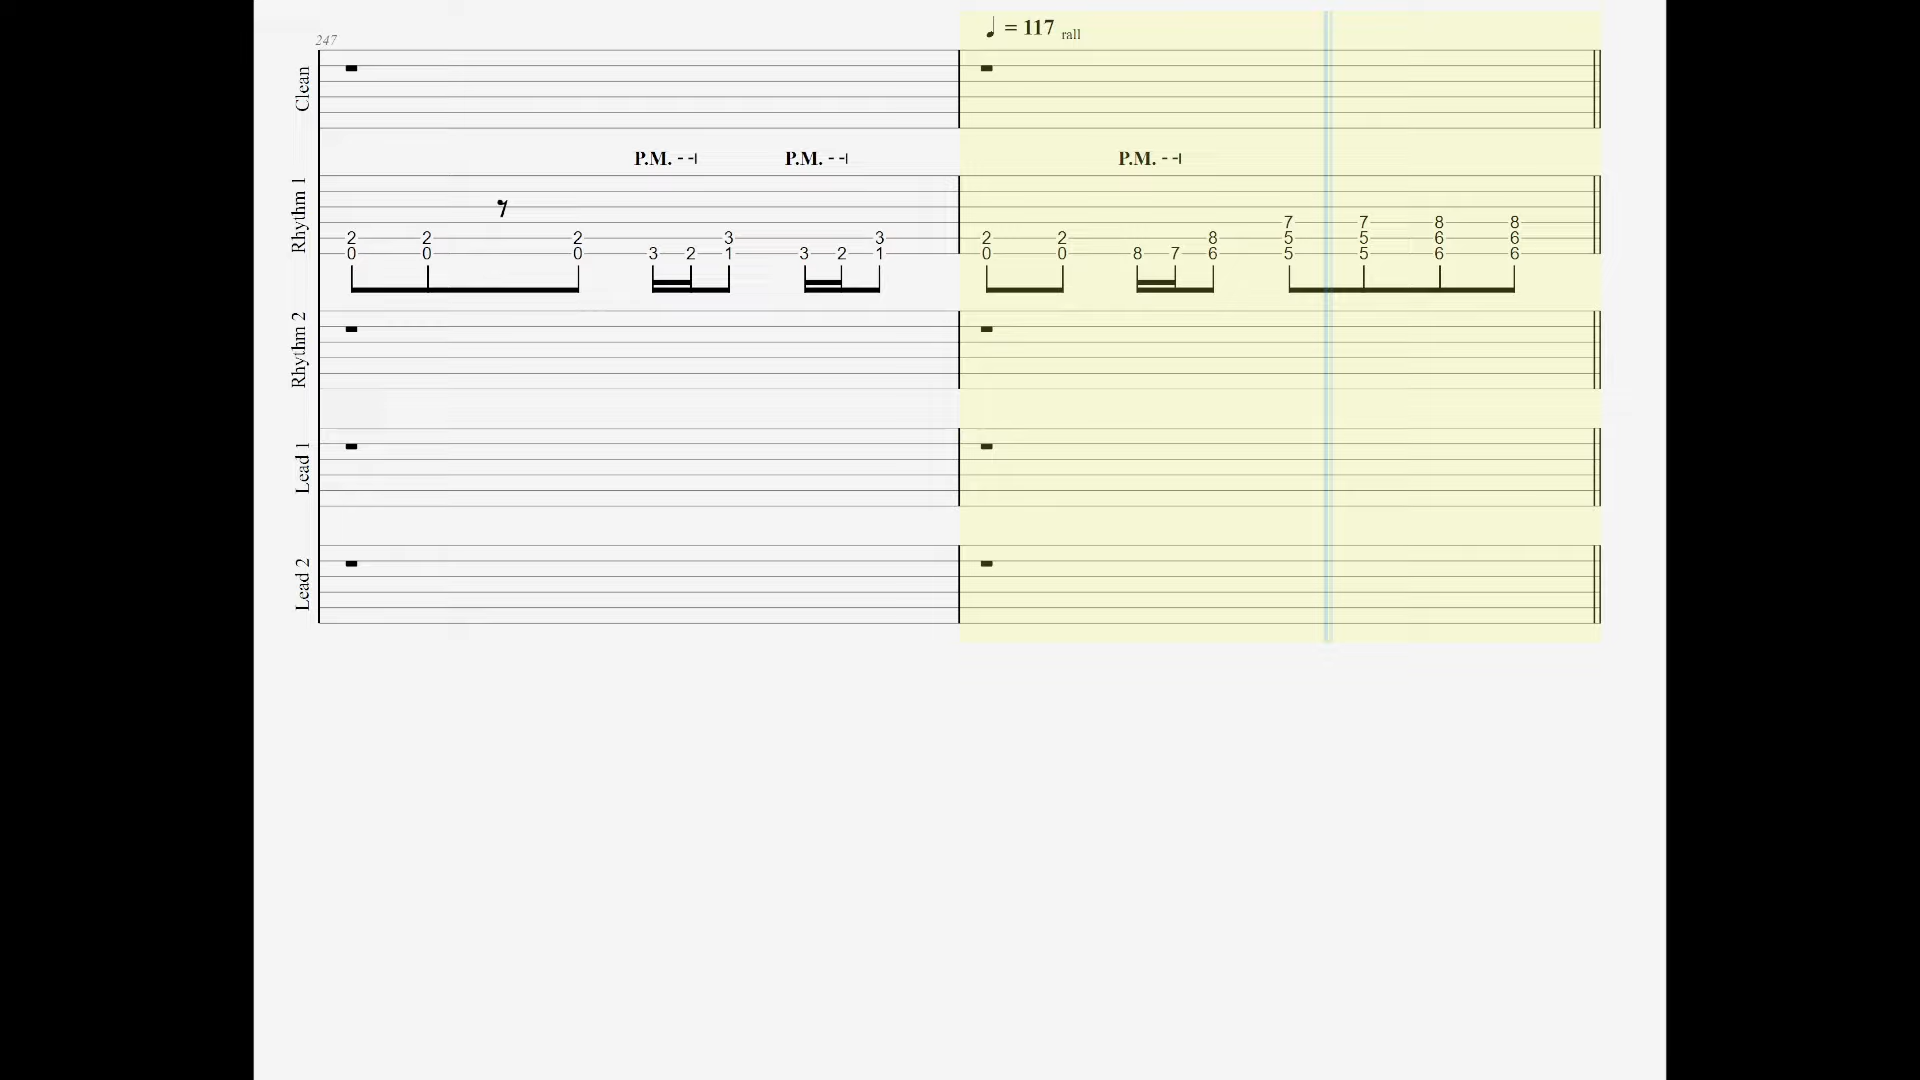 ♩ = 117 rall
247
Clean
P.M. - -| P.M. - -| P.M. - -|
Rhythm 1
7 7 8 8
2 2 2 3 3 2 2 8 5 5 6 6
0 0 0 3 2 1 3 2 1 0 0 8 7 6 5 5 6 6
Rhythm 2
Lead 1
Lead 2